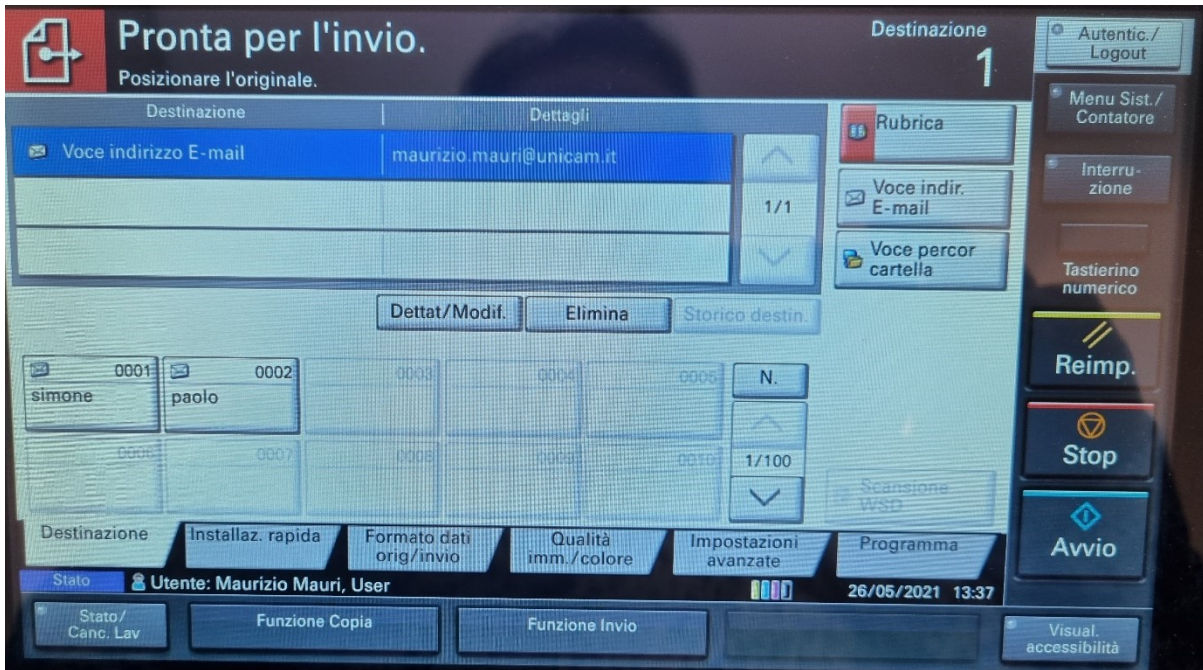 Pronta per l'invio.
Posizionare l'originale.
Destinazione
1
Autentic./
Logout
Menu Sist./
Contatore
Interru-
zione
Tastierino
numerico
Reimp.
Stop
Avvio
Destinazione
Dettagli
Voce indirizzo E-mail
maurizio.mauri@unicam.it
1/1
Rubrica
Voce indir.
E-mail
Voce percor
cartella
Dettat/Modif.
Elimina
Storico destin.
0001
simone
0002
paolo
0003
0004
0005
N.
0006
0007
0008
0009
0010
1/100
Scansione
WSD
Destinazione
Installaz. rapida
Formato dati
orig/invio
Qualità
imm./colore
Impostazioni
avanzate
Programma
Stato
Utente: Maurizio Mauri, User
26/05/2021 13:37
Stato/
Canc. Lav
Funzione Copia
Funzione Invio
Visual.
accessibilità